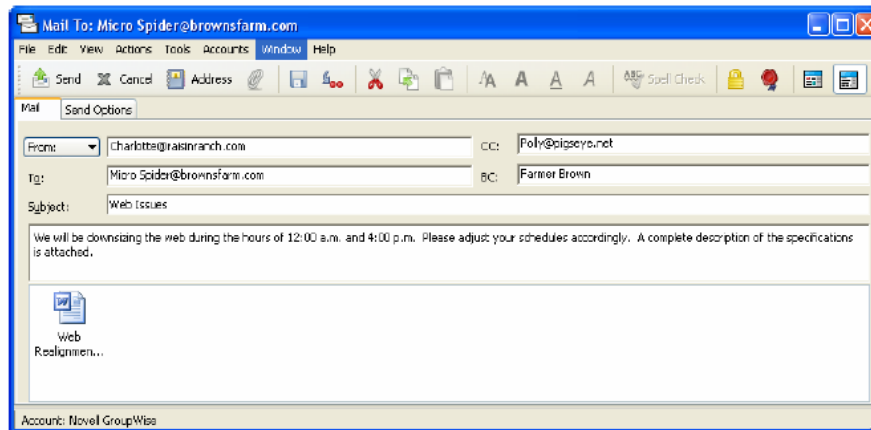 Mail To: Micro Spider@brownsfarm.com
File Edit View Actions Tools Accounts Window Help
Send Cancel Address Spell Check
Mail Send Options
From: Charlotte@raisinranch.com CC: Polly@pigseye.net
To: Micro Spider@brownsfarm.com BC: Farmer Brown
Subject: Web Issues
We will be downsizing the web during the hours of 12:00 a.m. and 4:00 p.m. Please adjust your schedules accordingly. A complete description of the specifications
is attached.
Web
Realignmen...
Account: Novell GroupWise